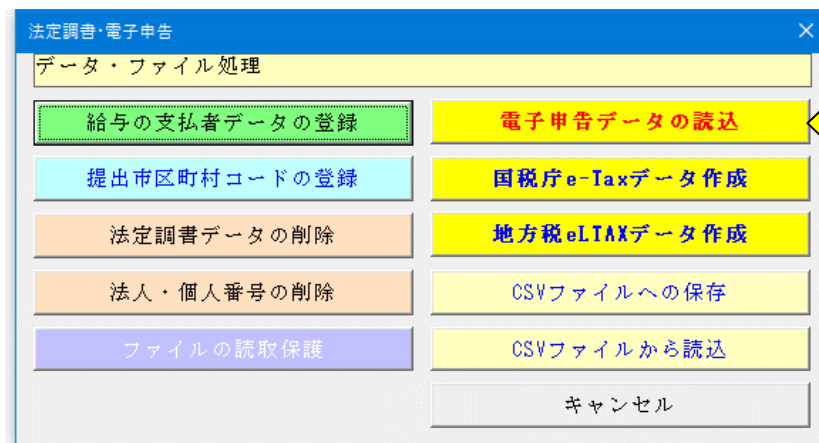 法定調書・電子申告
データ・ファイル処理
給与の支払者データの登録
電子申告データの読込
提出市区町村コードの登録
国税庁e-Taxデータ作成
法定調書データの削除
地方税eLTAXデータ作成
法人・個人番号の削除
CSVファイルへの保存
ファイルの読取保護
CSVファイルから読込
キャンセル